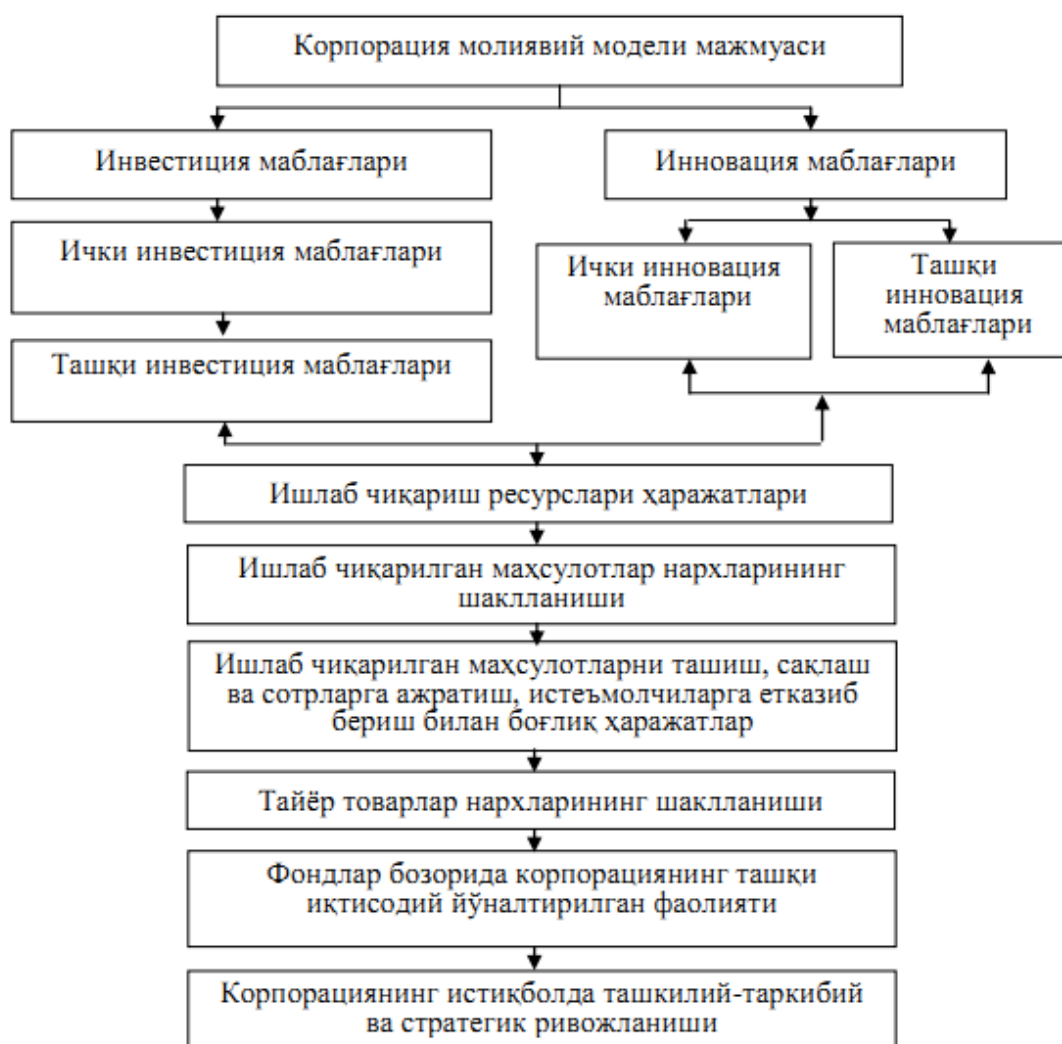 Корпорация молиявий модели мажмуаси
Инвестиция маблағлари
Инновация маблағлари
Ички инвестиция маблағлари
Ички инновация
маблағлари
Ташқи
инновация
маблағлари
Ташқи инвестиция маблағлари
Ишлаб чиқариш ресурслари ҳаражатлари
Ишлаб чиқарилган маҳсулотлар нархларининг
шаклланиши
Ишлаб чиқарилган маҳсулотларни ташиш, сақлаш
ва сотрларга ажратиш, истеъмолчиларга етказиб
бериш билан боғлиқ ҳаражатлар
Тайёр товарлар нархларининг шаклланиши
Фондлар бозорида корпорациянинг ташқи
иқтисодий йўналтирилган фаолияти
Корпорациянинг истиқболда ташкилий-таркибий
ва стратегик ривожланиши